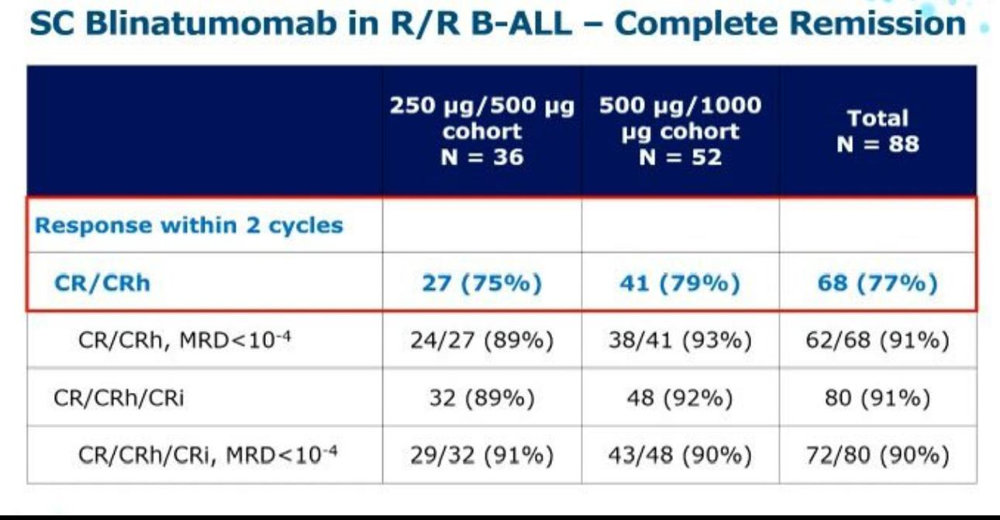 SC Blinatumomab in R/R B-ALL – Complete Remission
250 µg/500 µg
cohort
N = 36
500 µg/1000
µg cohort
N = 52
Total
N = 88
Response within 2 cycles
CR/CRh 27 (75%) 41 (79%) 68 (77%)
CR/CRh, MRD<10⁻⁴ 24/27 (89%) 38/41 (93%) 62/68 (91%)
CR/CRh/CRi 32 (89%) 48 (92%) 80 (91%)
CR/CRh/CRi, MRD<10⁻⁴ 29/32 (91%) 43/48 (90%) 72/80 (90%)